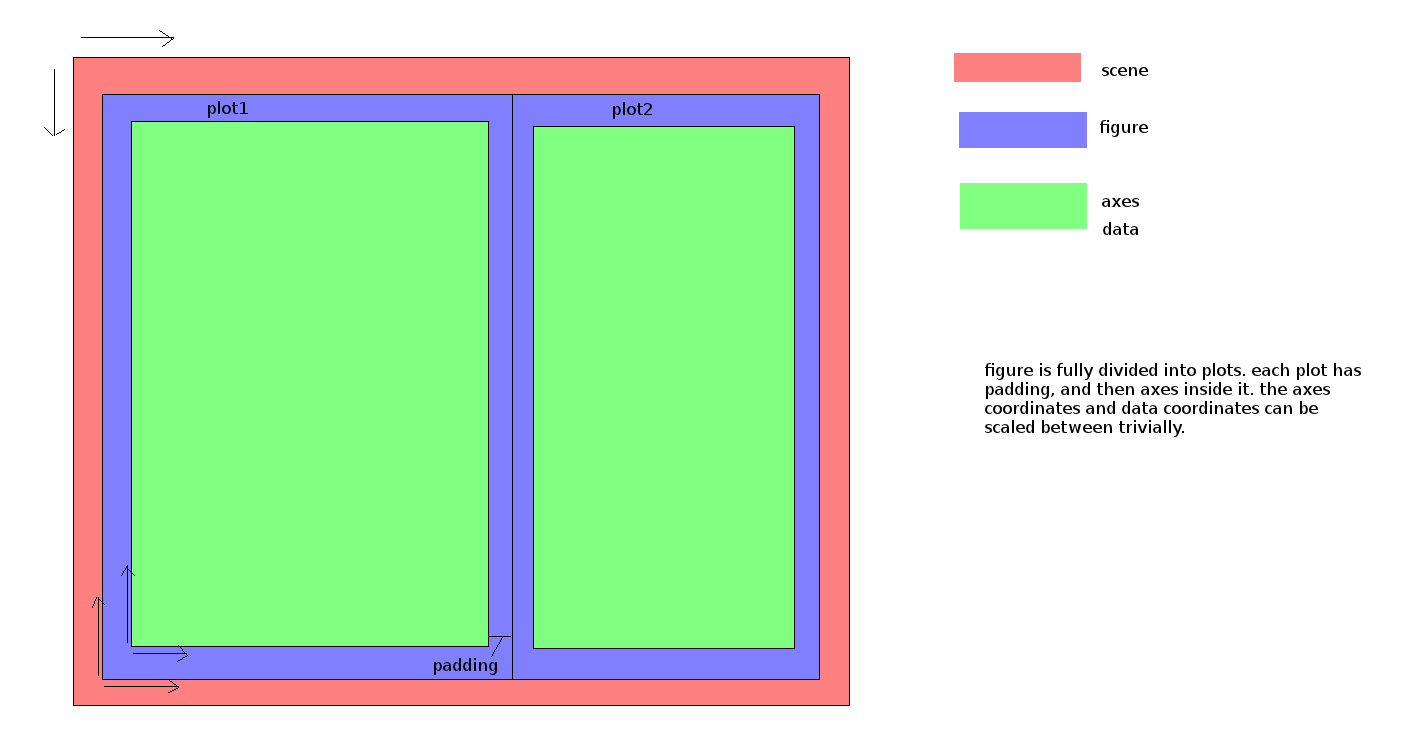 plot1
plot2
padding
scene
figure
axes
data
figure is fully divided into plots. each plot has
padding, and then axes inside it. the axes
coordinates and data coordinates can be
scaled between trivially.